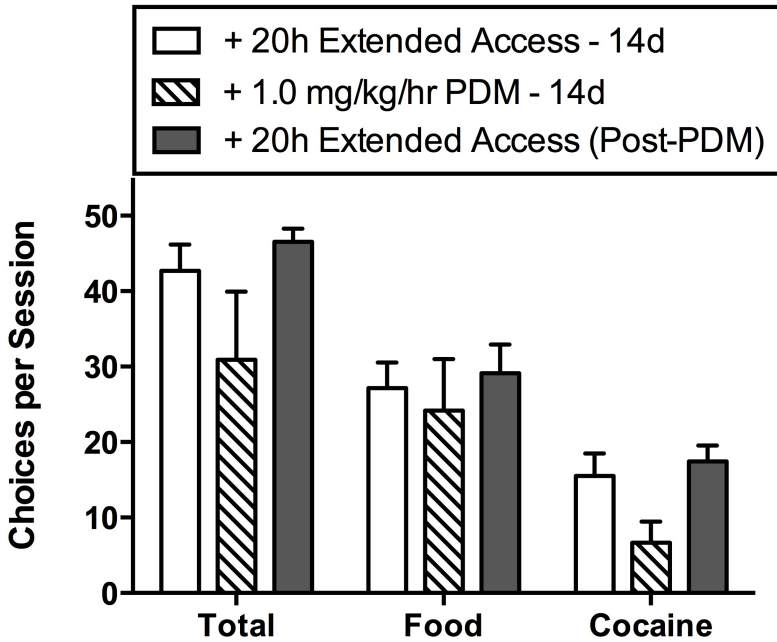 + 20h Extended Access - 14d
+ 1.0 mg/kg/hr PDM - 14d
+ 20h Extended Access (Post-PDM)
Choices per Session
50
40
30
20
10
0
Total Food Cocaine